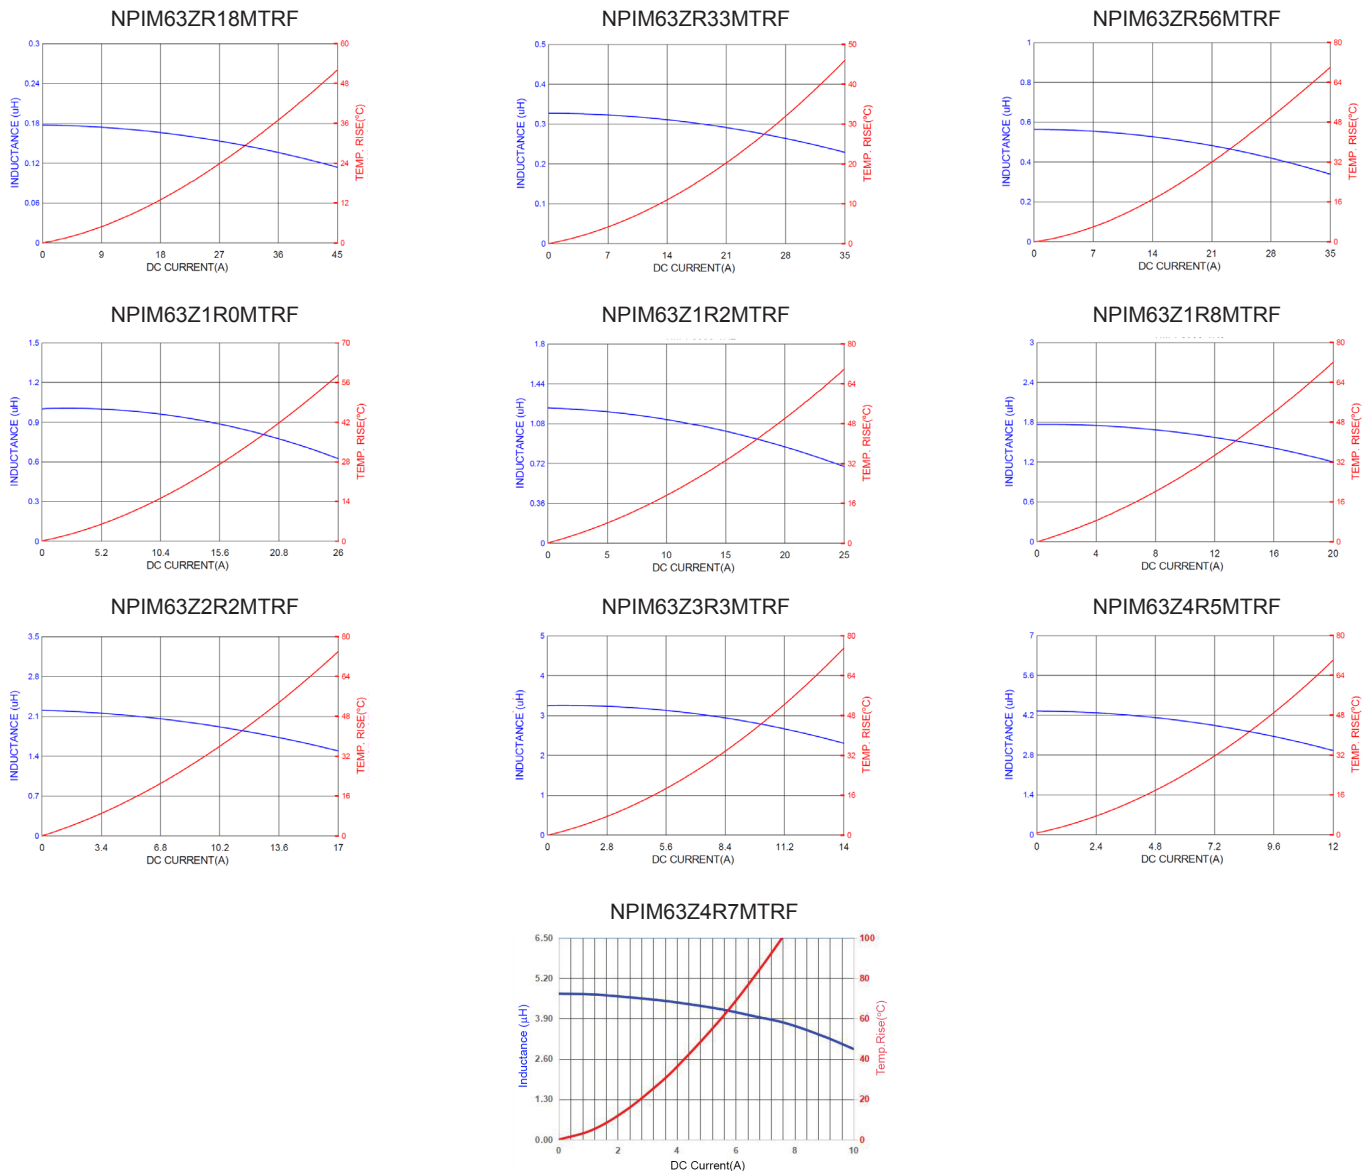 NPIM63ZR18MTRF
NPIM63ZR33MTRF
NPIM63ZR56MTRF
0.3
0.24
0.18
0.12
0.06
0
INDUCTANCE (uH)
60
48
36
24
12
0
TEMP. RISE(ºC)
0 9 18 27 36 45
DC CURRENT(A)
0.5
0.4
0.3
0.2
0.1
0
INDUCTANCE (uH)
50
40
30
20
10
0
TEMP. RISE(ºC)
0 7 14 21 28 35
DC CURRENT(A)
1
0.8
0.6
0.4
0.2
0
INDUCTANCE (uH)
80
64
48
32
16
0
TEMP. RISE(ºC)
0 7 14 21 28 35
DC CURRENT(A)
NPIM63Z1R0MTRF
NPIM63Z1R2MTRF
NPIM63Z1R8MTRF
1.5
1.2
0.9
0.6
0.3
0
INDUCTANCE (uH)
70
56
42
28
14
0
TEMP. RISE(ºC)
0 5.2 10.4 15.6 20.8 26
DC CURRENT(A)
1.8
1.44
1.08
0.72
0.36
0
INDUCTANCE (uH)
80
64
48
32
16
0
TEMP. RISE(ºC)
0 5 10 15 20 25
DC CURRENT(A)
3
2.4
1.8
1.2
0.6
0
INDUCTANCE (uH)
80
64
48
32
16
0
TEMP. RISE(ºC)
0 4 8 12 16 20
DC CURRENT(A)
NPIM63Z2R2MTRF
NPIM63Z3R3MTRF
NPIM63Z4R5MTRF
3.5
2.8
2.1
1.4
0.7
0
INDUCTANCE (uH)
80
64
48
32
16
0
TEMP. RISE(ºC)
0 3.4 6.8 10.2 13.6 17
DC CURRENT(A)
5
4
3
2
1
0
INDUCTANCE (uH)
80
64
48
32
16
0
TEMP. RISE(ºC)
0 2.8 5.6 8.4 11.2 14
DC CURRENT(A)
7
5.6
4.2
2.8
1.4
0
INDUCTANCE (uH)
80
64
48
32
16
0
TEMP. RISE(ºC)
0 2.4 4.8 7.2 9.6 12
DC CURRENT(A)
NPIM63Z4R7MTRF
6.50
5.20
3.90
2.60
1.30
0.00
Inductance (µH)
100
80
60
40
20
0
Temp.Rise(ºC)
0 2 4 6 8 10
DC Current(A)